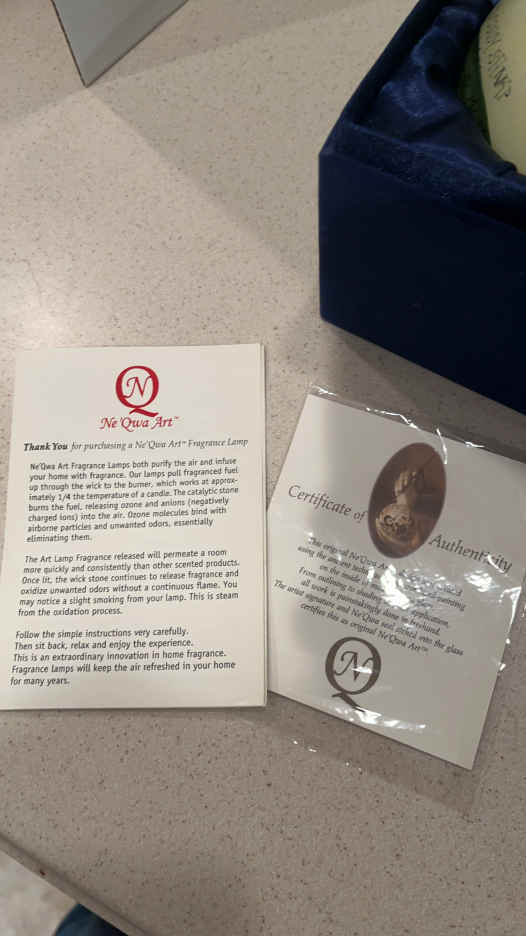 N
Q
Ne'Qwa Art™
Thank You for purchasing a Ne'Qwa Art™ Fragrance Lamp
Ne'Qwa Art Fragrance Lamps both purify the air and infuse
your home with fragrance. Our lamps pull fragranced fuel
up through the wick to the burner, which works at approx-
imately 1/4 the temperature of a candle. The catalytic stone
burns the fuel, releasing ozone and anions (negatively
charged ions) into the air. Ozone molecules bind with
airborne particles and unwanted odors, essentially
eliminating them.
The Art Lamp Fragrance released will permeate a room
more quickly and consistently than other scented products.
Once lit, the wick stone continues to release fragrance and
oxidize unwanted odors without a continuous flame. You
may notice a slight smoking from your lamp. This is steam
from the oxidation process.
Follow the simple instructions very carefully.
Then sit back, relax and enjoy the experience.
This is an extraordinary innovation in home fragrance.
Fragrance lamps will keep the air refreshed in your home
for many years.
Certificate of Authenticity
This original Ne'Qwa Art
using the ancient painting
on the inside
From outlining to shading application,
all work is painstakingly done in freehand.
The artist signature and Ne'Qwa seal etched into the glass
certifies this as original Ne'Qwa Art™.
N
Q